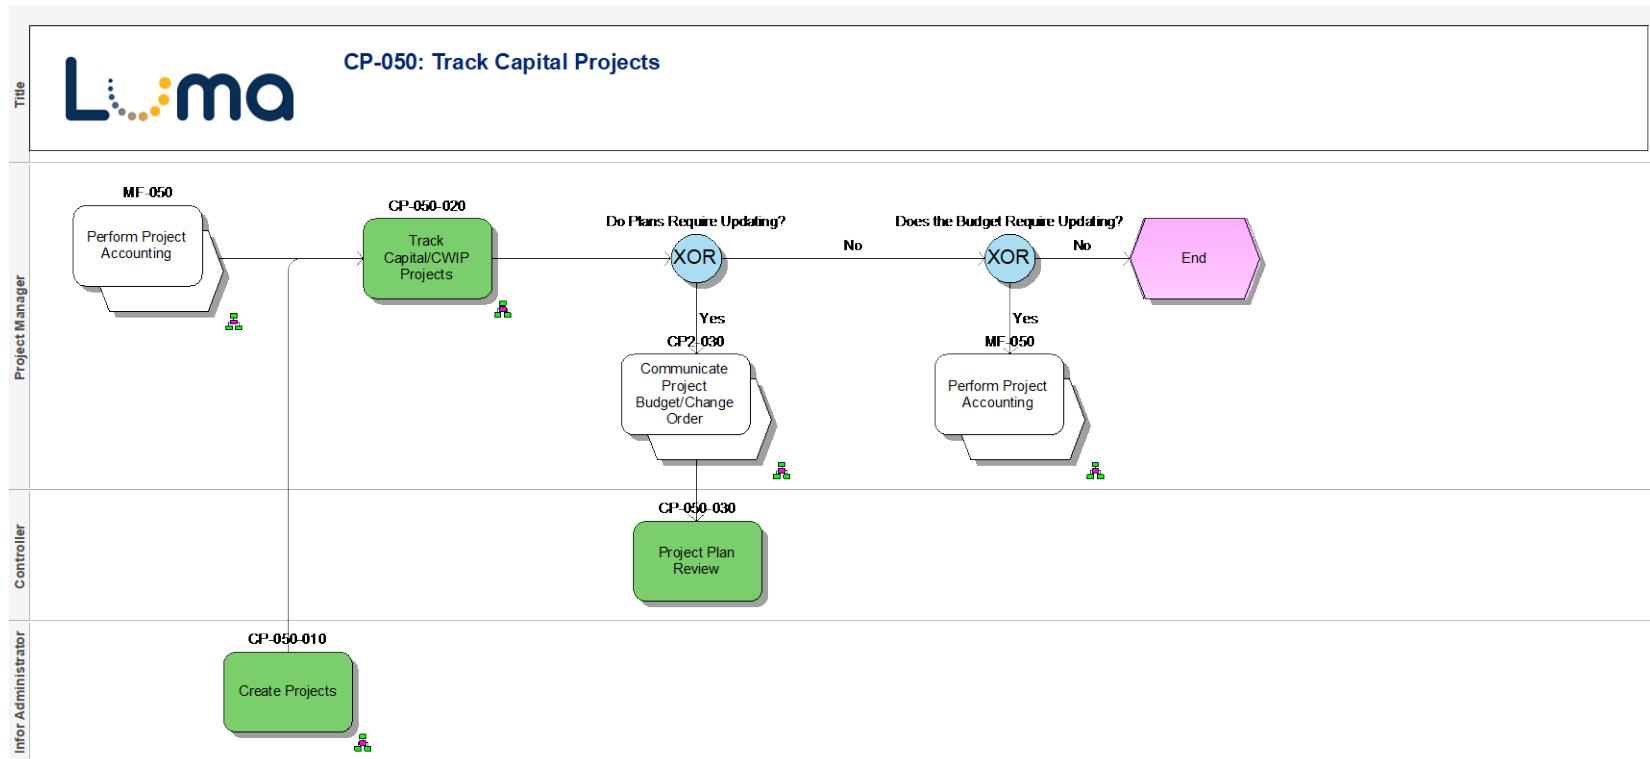 Title
Luma
CP-050: Track Capital Projects
Project Manager
MF-050
Perform Project
Accounting
CP-050-020
Track
Capital/CWIP
Projects
Do Plans Require Updating?
XOR
No
Does the Budget Require Updating?
XOR
No
End
Yes
CP2-030
Communicate
Project
Budget/Change
Order
Yes
MF-050
Perform Project
Accounting
Controller
CP-050-030
Project Plan
Review
Infor Administrator
CP-050-010
Create Projects